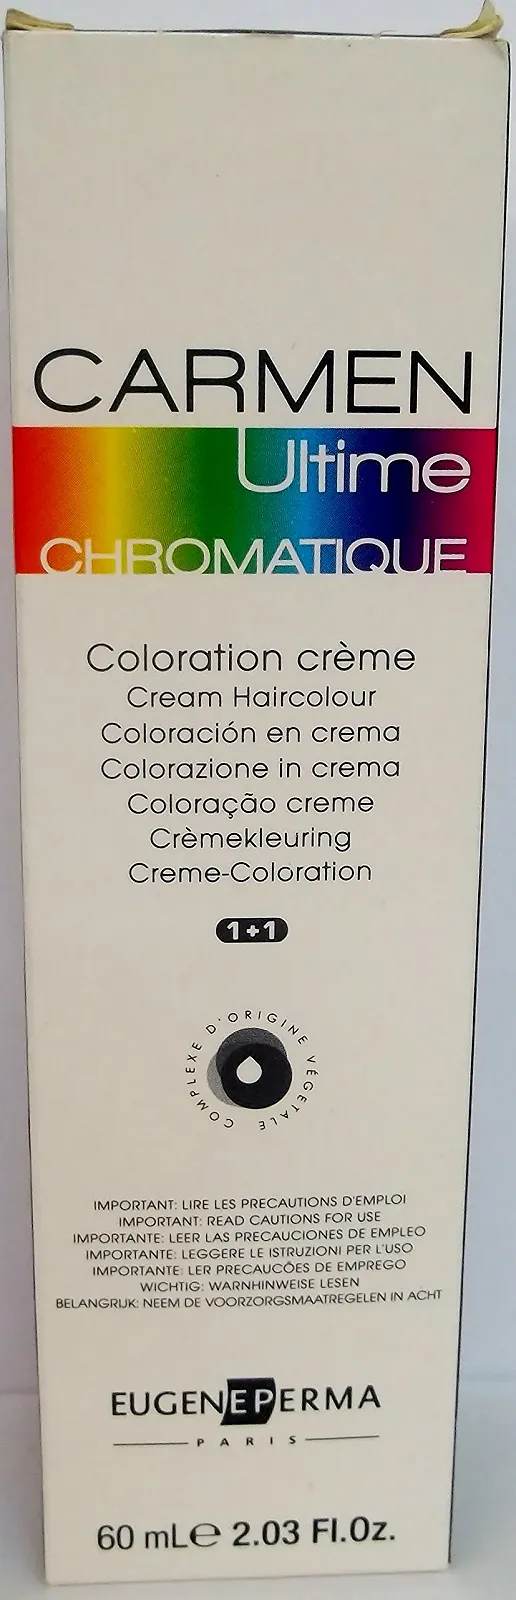 CARMEN
Ultime
CHROMATIQUE
Coloration crème
Cream Haircolour
Coloración en crema
Colorazione in crema
Coloração creme
Crèmekleuring
Creme-Coloration
1+1
COMPLEXE D'ORIGINE VÉGÉTALE
IMPORTANT: LIRE LES PRECAUTIONS D'EMPLOI
IMPORTANT: READ CAUTIONS FOR USE
IMPORTANTE: LEER LAS PRECAUCIONES DE EMPLEO
IMPORTANTE: LEGGERE LE ISTRUZIONI PER L'USO
IMPORTANTE: LER PRECAUCÕES DE EMPREGO
WICHTIG: WARNHINWEISE LESEN
BELANGRIJK: NEEM DE VOORZORGSMAATREGELEN IN ACHT
EUGENEPERMA
PARIS
60 mL℮ 2.03 Fl.Oz.